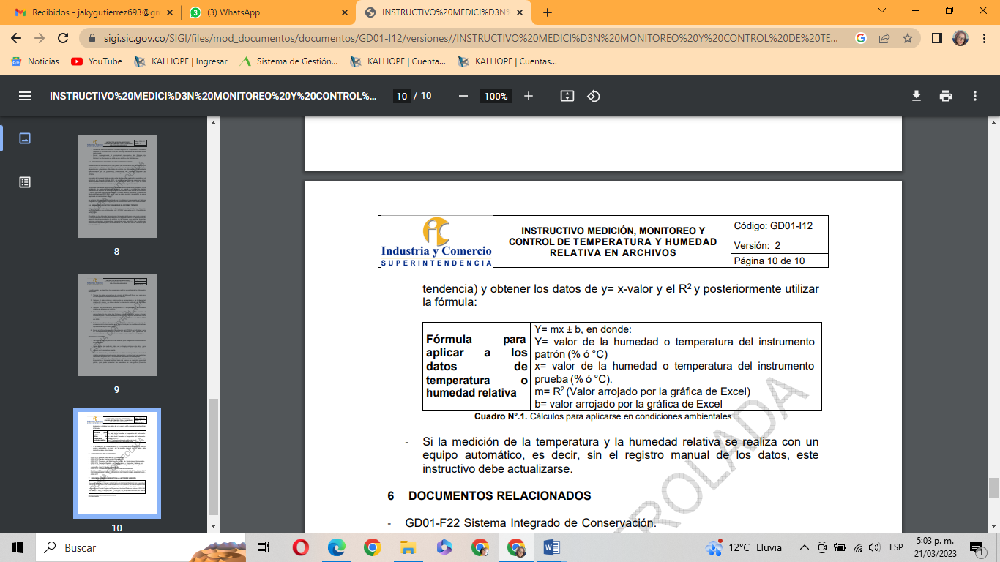 Recibidos - jakygutierrez693@gm
(3) WhatsApp
INSTRUCTIVO%20MEDICI%D3N%
sigi.sic.gov.co/SIGI/files/mod_documentos/documentos/GD01-I12/versiones//INSTRUCTIVO%20MEDICI%D3N%20MONITOREO%20Y%20CONTROL%20DE%20TE...
Noticias
YouTube
KALLIOPE | Ingresar
Sistema de Gestión...
KALLIOPE | Cuenta...
KALLIOPE | Cuentas...
INSTRUCTIVO%20MEDICI%D3N%20MONITOREO%20Y%20CONTROL%...
10 / 10
100%
8
9
10
Industria y Comercio
SUPERINTENDENCIA
INSTRUCTIVO MEDICIÓN, MONITOREO Y
CONTROL DE TEMPERATURA Y HUMEDAD
RELATIVA EN ARCHIVOS
Código: GD01-I12
Versión: 2
Página 10 de 10
tendencia) y obtener los datos de y= x-valor y el R² y posteriormente utilizar
la fórmula:
Fórmula para
aplicar a los
datos de
temperatura o
humedad relativa
Y= mx ± b, en donde:
Y= valor de la humedad o temperatura del instrumento
patrón (% ó °C)
x= valor de la humedad o temperatura del instrumento
prueba (% ó °C).
m= R² (Valor arrojado por la gráfica de Excel)
b= valor arrojado por la gráfica de Excel
Cuadro N°.1. Cálculos para aplicarse en condiciones ambientales
- Si la medición de la temperatura y la humedad relativa se realiza con un
equipo automático, es decir, sin el registro manual de los datos, este
instructivo debe actualizarse.
6 DOCUMENTOS RELACIONADOS
- GD01-F22 Sistema Integrado de Conservación.
Buscar
12°C Lluvia
ESP
5:03 p. m.
21/03/2023
1